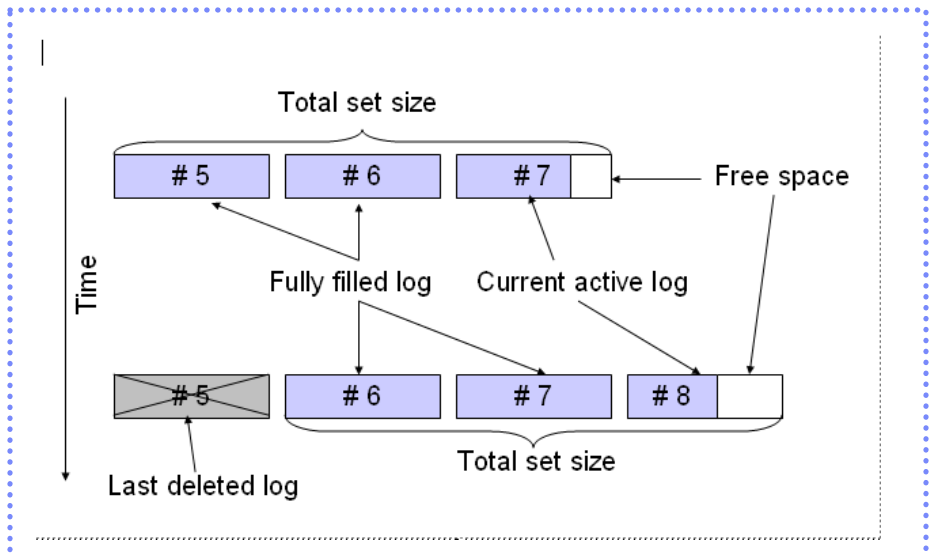 Total set size
# 5
# 6
# 7
Free space
Fully filled log
Current active log
Time
# 5
# 6
# 7
# 8
Total set size
Last deleted log